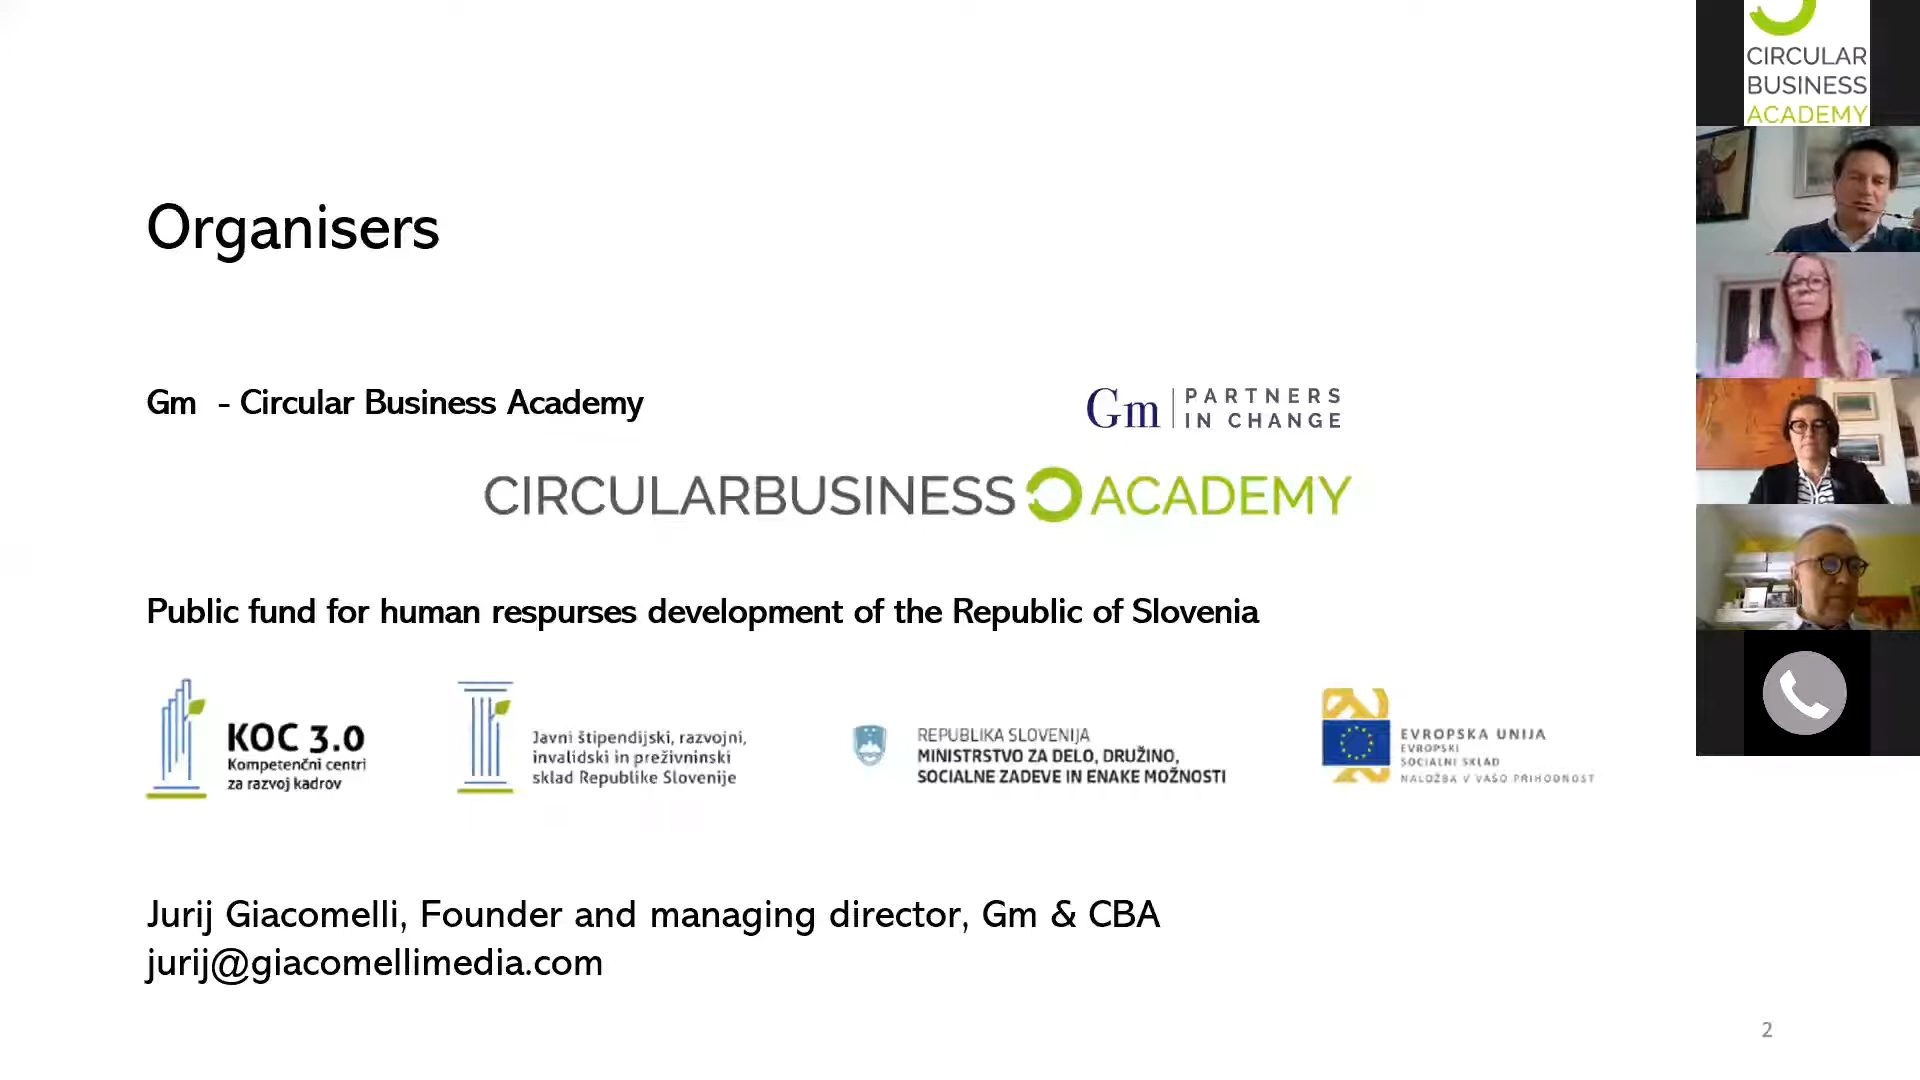 Organisers
Gm - Circular Business Academy
Gm PARTNERS
IN CHANGE
CIRCULARBUSINESS ACADEMY
Public fund for human respurses development of the Republic of Slovenia
KOC 3.0
Kompetenčni centri
za razvoj kadrov
Javni štipendijski, razvojni,
invalidski in preživninski
sklad Republike Slovenije
REPUBLIKA SLOVENIJA
MINISTRSTVO ZA DELO, DRUŽINO,
SOCIALNE ZADEVE IN ENAKE MOŽNOSTI
EVROPSKA UNIJA
EVROPSKI
SOCIALNI SKLAD
NALOŽBA V VAŠO PRIHODNOST
Jurij Giacomelli, Founder and managing director, Gm & CBA
jurij@giacomellimedia.com
2
CIRCULAR
BUSINESS
ACADEMY